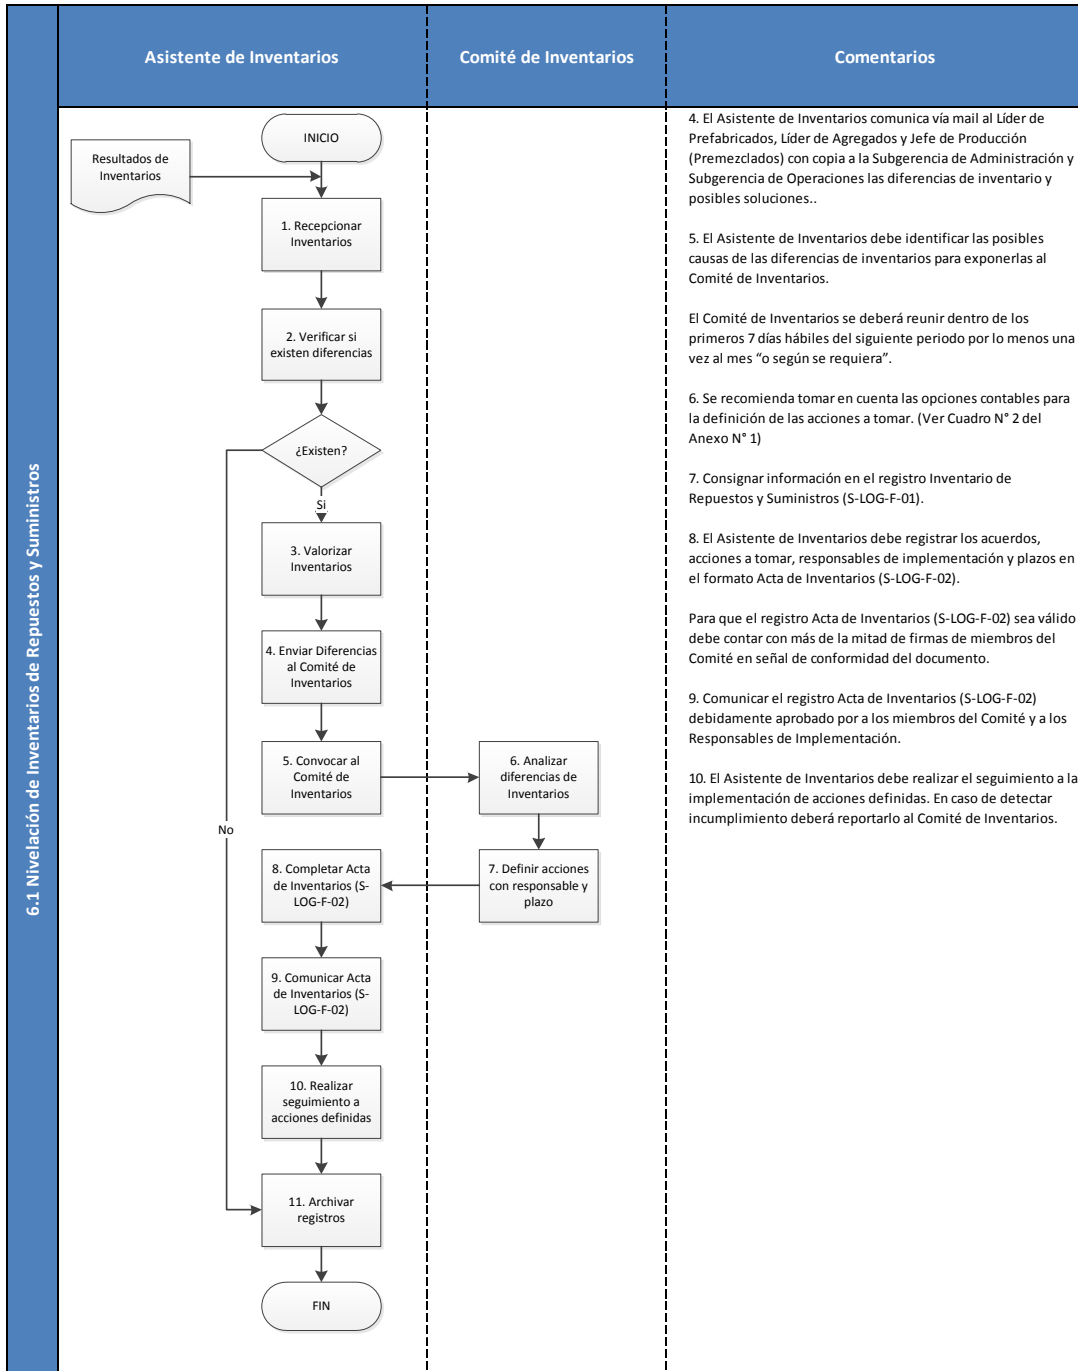 6.1 Nivelación de Inventarios de Repuestos y Suministros
Asistente de Inventarios
Comité de Inventarios
Comentarios
INICIO
Resultados de
Inventarios
1. Recepcionar
Inventarios
2. Verificar si
existen diferencias
¿Existen?
Si
No
3. Valorizar
Inventarios
4. Enviar Diferencias
al Comité de
Inventarios
5. Convocar al
Comité de
Inventarios
6. Analizar
diferencias de
Inventarios
7. Definir acciones
con responsable y
plazo
8. Completar Acta
de Inventarios (S-
LOG-F-02)
9. Comunicar Acta
de Inventarios (S-
LOG-F-02)
10. Realizar
seguimiento a
acciones definidas
11. Archivar
registros
FIN
4. El Asistente de Inventarios comunica vía mail al Líder de
Prefabricados, Líder de Agregados y Jefe de Producción
(Premezclados) con copia a la Subgerencia de Administración y
Subgerencia de Operaciones las diferencias de inventario y
posibles soluciones..
5. El Asistente de Inventarios debe identificar las posibles
causas de las diferencias de inventarios para exponerlas al
Comité de Inventarios.
El Comité de Inventarios se deberá reunir dentro de los
primeros 7 días hábiles del siguiente periodo por lo menos una
vez al mes “o según se requiera”.
6. Se recomienda tomar en cuenta las opciones contables para
la definición de las acciones a tomar. (Ver Cuadro N° 2 del
Anexo N° 1)
7. Consignar información en el registro Inventario de
Repuestos y Suministros (S-LOG-F-01).
8. El Asistente de Inventarios debe registrar los acuerdos,
acciones a tomar, responsables de implementación y plazos en
el formato Acta de Inventarios (S-LOG-F-02).
Para que el registro Acta de Inventarios (S-LOG-F-02) sea válido
debe contar con más de la mitad de firmas de miembros del
Comité en señal de conformidad del documento.
9. Comunicar el registro Acta de Inventarios (S-LOG-F-02)
debidamente aprobado por a los miembros del Comité y a los
Responsables de Implementación.
10. El Asistente de Inventarios debe realizar el seguimiento a la
implementación de acciones definidas. En caso de detectar
incumplimiento deberá reportarlo al Comité de Inventarios.